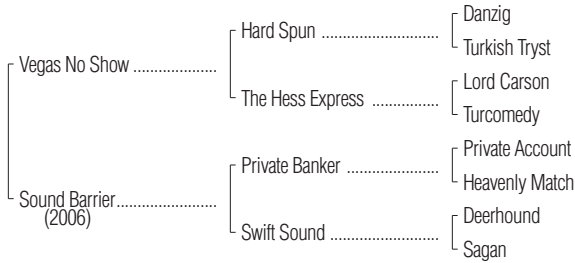 Danzig
Hard Spun ........................
Turkish Tryst
Vegas No Show .................
Lord Carson
The Hess Express ..............
Turcomedy
Private Account
Private Banker ...................
Heavenly Match
Sound Barrier....................
(2006)
Deerhound
Swift Sound ......................
Sagan